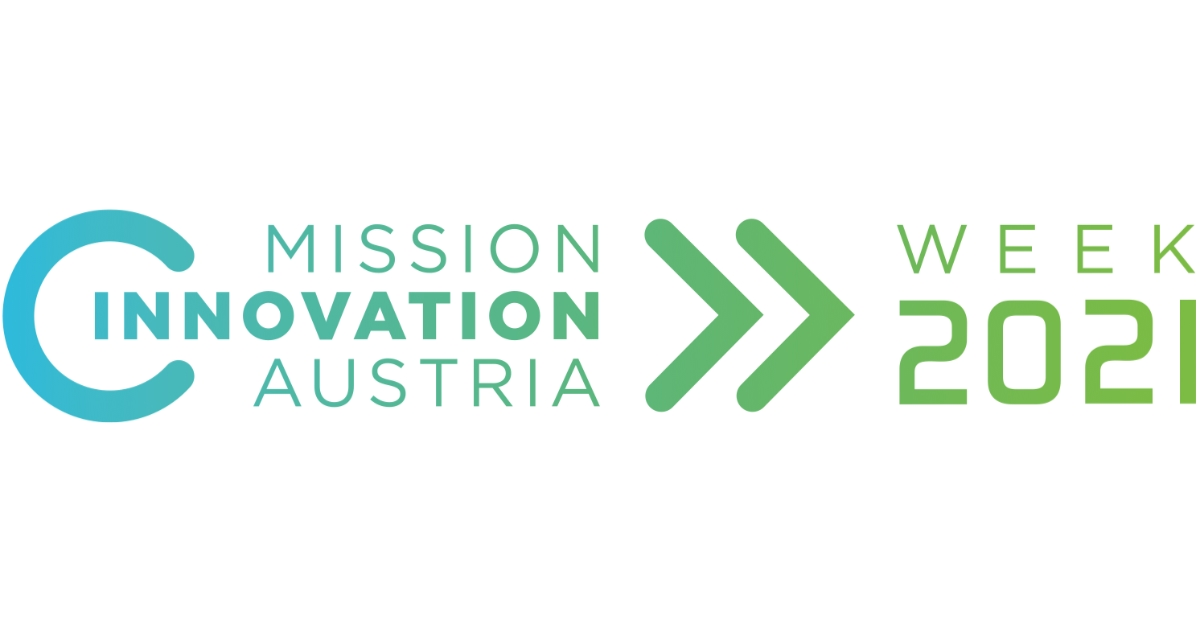 MISSION
INNOVATION
AUSTRIA
WEEK
2021